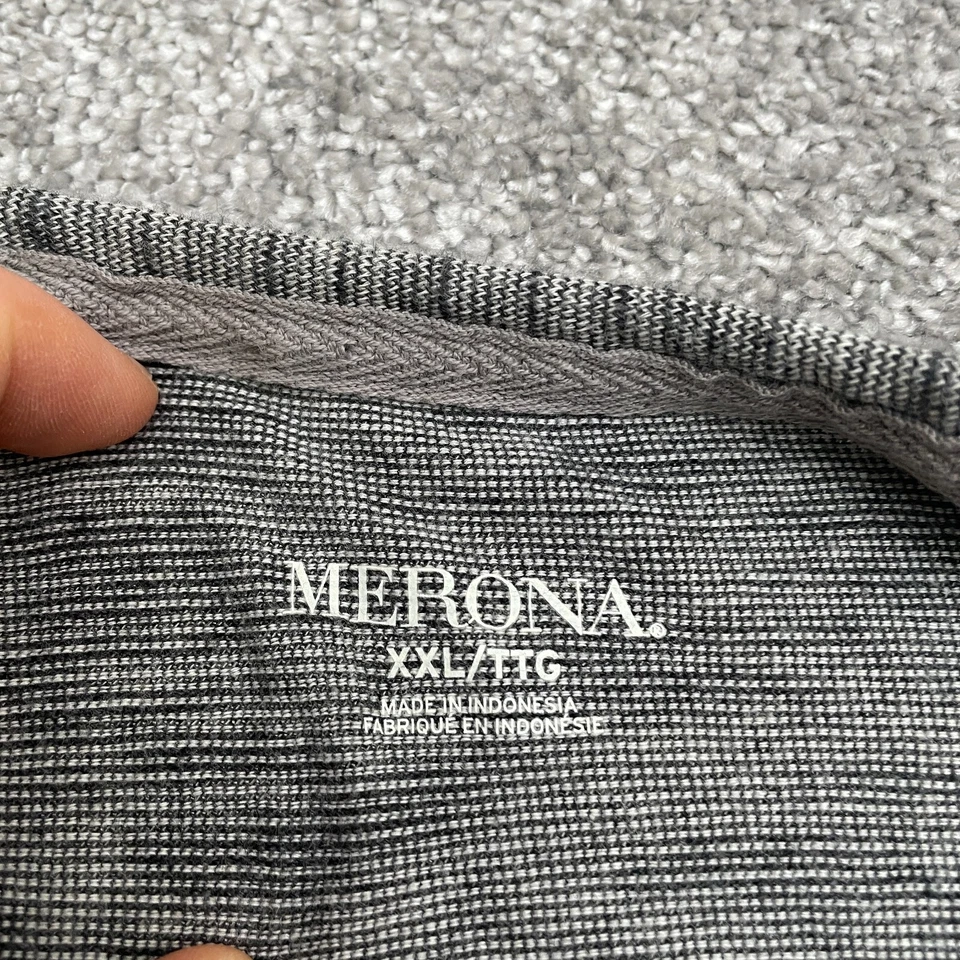 MERONA®
XXL/TTG
MADE IN INDONESIA
FABRIQUÉ EN INDONÉSIE